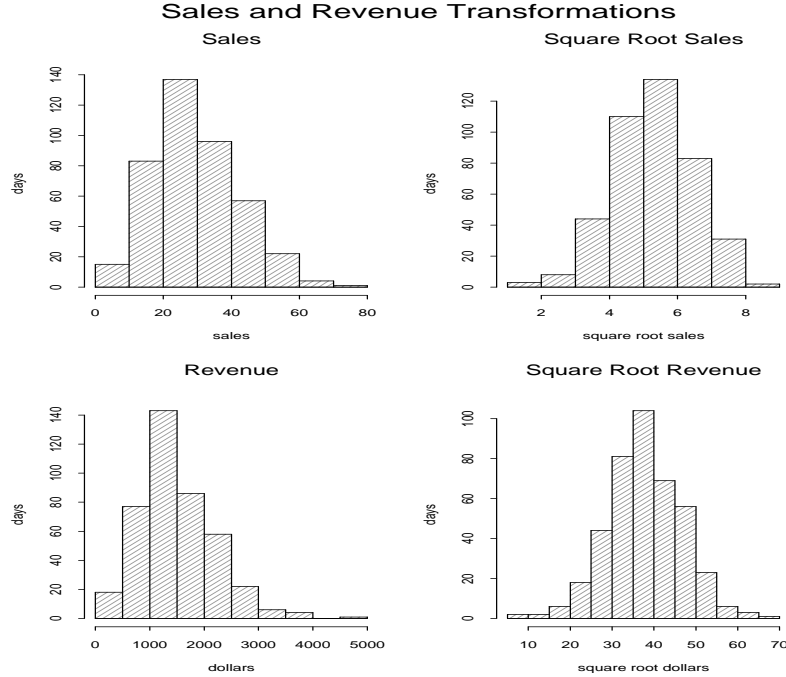 Sales and Revenue Transformations
Sales
days
0 20 40 60 80 100 120 140
0 20 40 60 80
sales
Square Root Sales
days
0 20 40 60 80 100 120
2 4 6 8
square root sales
Revenue
days
0 20 40 60 80 100 120 140
0 1000 2000 3000 4000 5000
dollars
Square Root Revenue
days
0 20 40 60 80 100
10 20 30 40 50 60 70
square root dollars